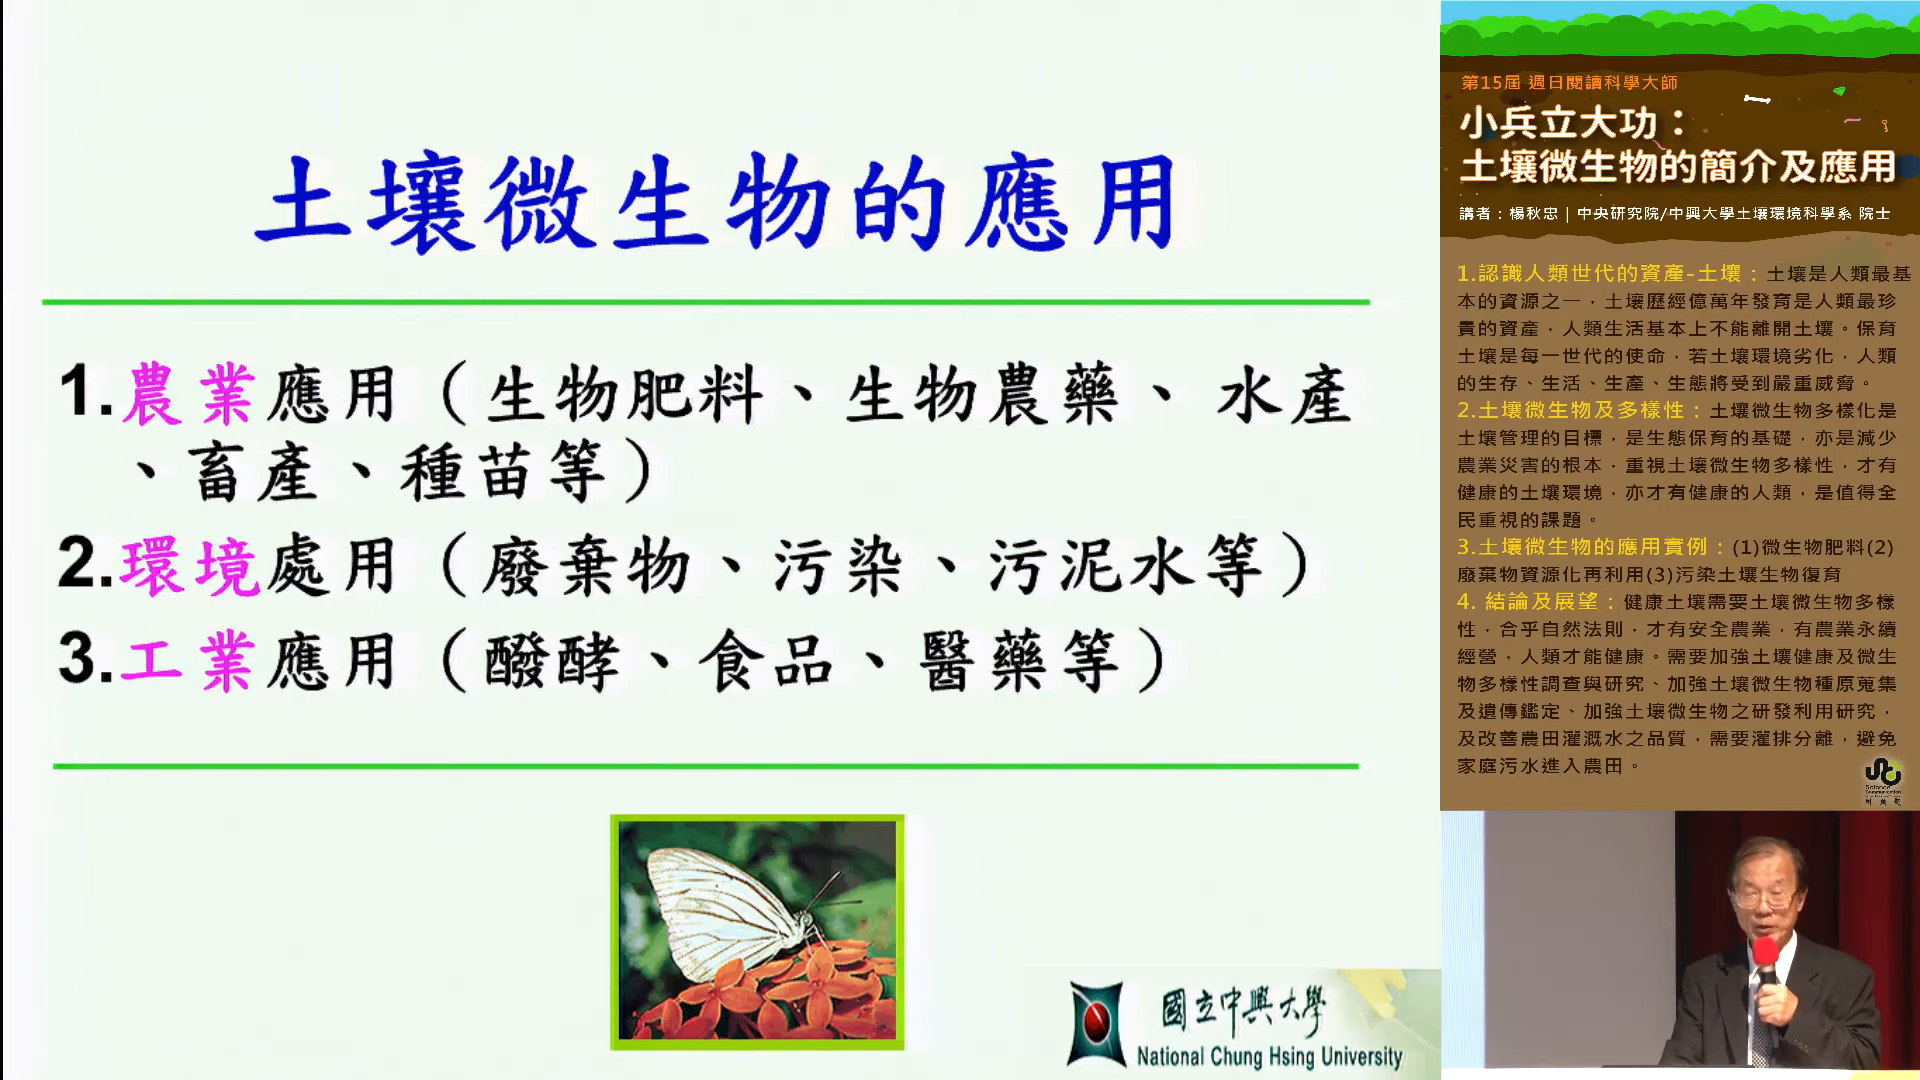 土壤微生物的應用
1.農業應用（生物肥料、生物農藥、水產
、畜產、種苗等）
2.環境處用（廢棄物、污染、污泥水等）
3.工業應用（醱酵、食品、醫藥等）
國立中興大學
National Chung Hsing University
第15屆 週日閱讀科學大師
小兵立大功：
土壤微生物的簡介及應用
講者：楊秋忠｜中央研究院/中興大學土壤環境科學系 院士
1.認識人類世代的資產-土壤：土壤是人類最基
本的資源之一，土壤歷經億萬年發育是人類最珍
貴的資產，人類生活基本上不能離開土壤。保育
土壤是每一世代的使命，若土壤環境劣化，人類
的生存、生活、生產、生態將受到嚴重威脅。
2.土壤微生物及多樣性：土壤微生物多樣化是
土壤管理的目標，是生態保育的基礎，亦是減少
農業災害的根本，重視土壤微生物多樣性，才有
健康的土壤環境，亦才有健康的人類，是值得全
民重視的課題。
3.土壤微生物的應用實例：(1)微生物肥料(2)
廢棄物資源化再利用(3)污染土壤生物復育
4. 結論及展望：健康土壤需要土壤微生物多樣
性，合乎自然法則，才有安全農業，有農業永續
經營，人類才能健康。需要加強土壤健康及微生
物多樣性調查與研究、加強土壤微生物種原蒐集
及遺傳鑑定、加強土壤微生物之研發利用研究，
及改善農田灌溉水之品質，需要灌排分離，避免
家庭污水進入農田。
Science
Communication